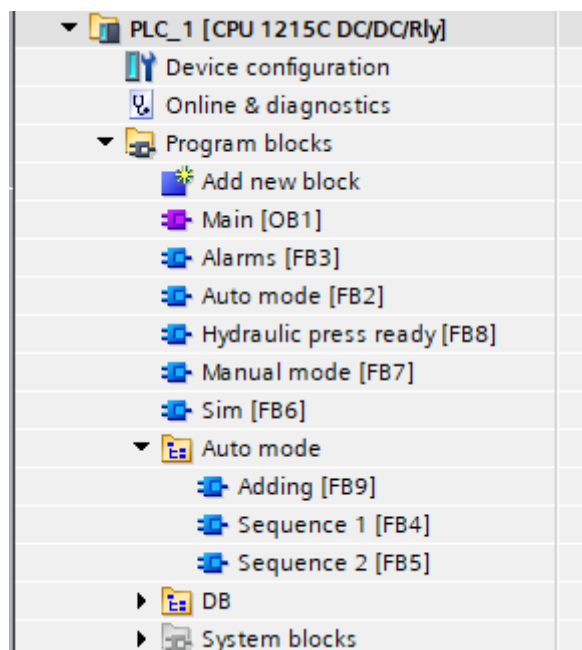 PLC_1 [CPU 1215C DC/DC/Rly]
Device configuration
Online & diagnostics
Program blocks
Add new block
Main [OB1]
Alarms [FB3]
Auto mode [FB2]
Hydraulic press ready [FB8]
Manual mode [FB7]
Sim [FB6]
Auto mode
Adding [FB9]
Sequence 1 [FB4]
Sequence 2 [FB5]
DB
System blocks